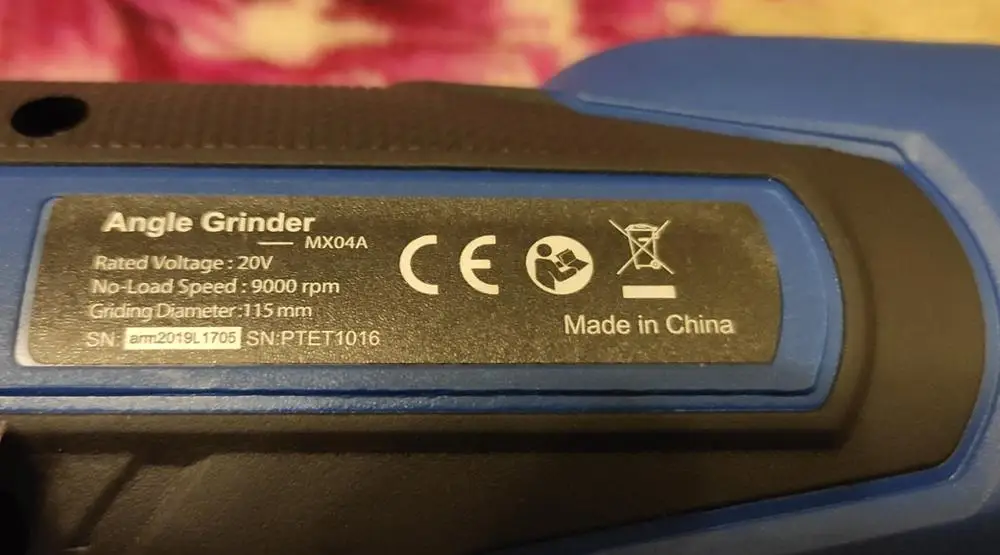 Angle Grinder
MX04A
Rated Voltage : 20V
No-Load Speed : 9000 rpm
Griding Diameter :115 mm
SN: arm2019L1705 SN:PTET1016
CE
Made in China